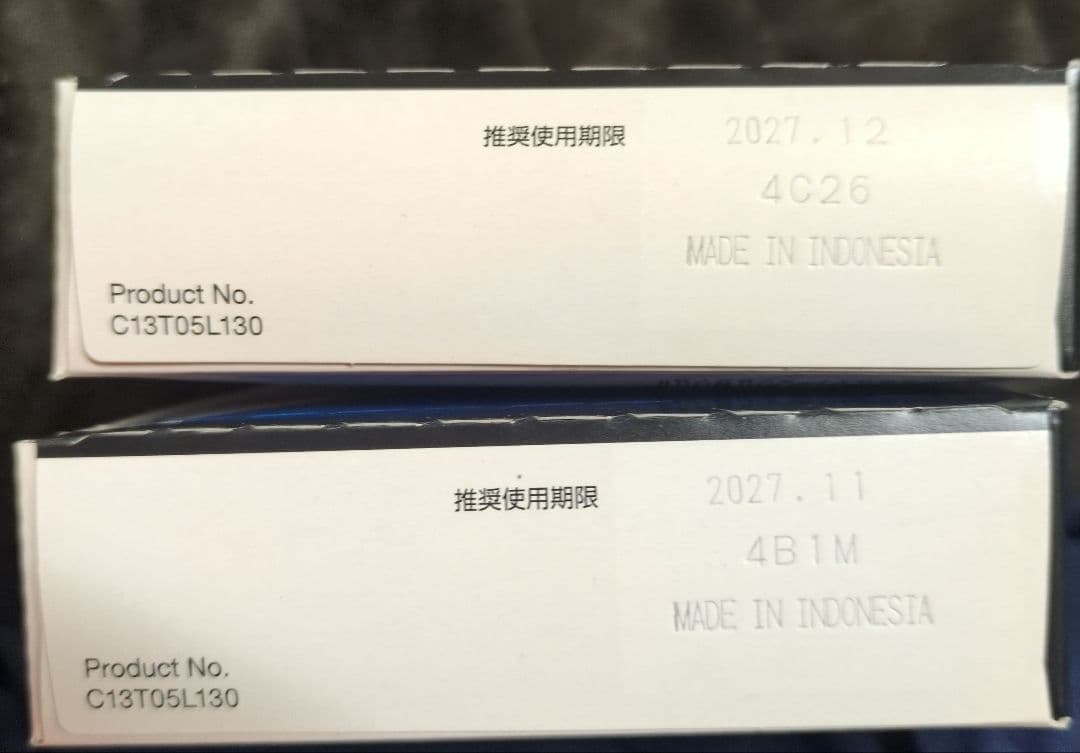 推奨使用期限 2027.12
4C26
MADE IN INDONESIA
Product No.
C13T05L130
推奨使用期限 2027.11
4B1M
MADE IN INDONESIA
Product No.
C13T05L130